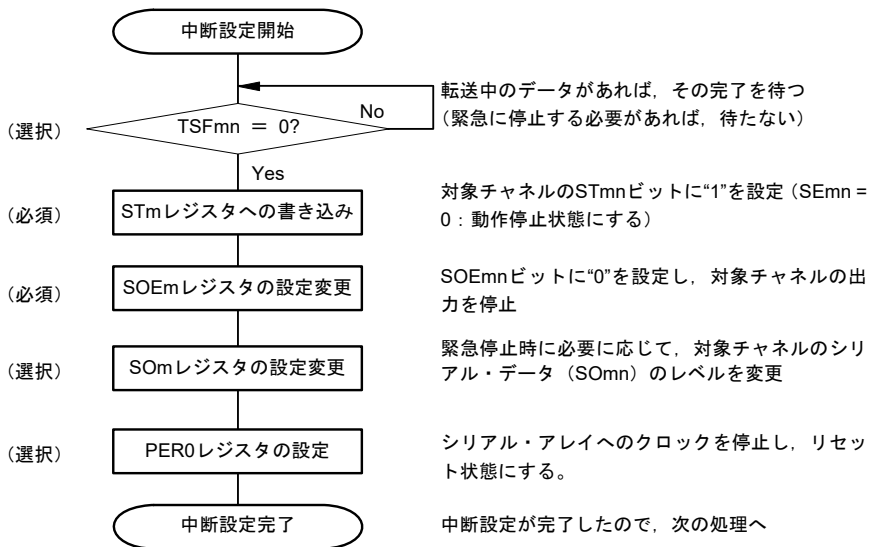 中断設定開始
転送中のデータがあれば，その完了を待つ
（緊急に停止する必要があれば，待たない）
No
（選択）
TSFmn ＝ 0?
Yes
（必須）
STmレジスタへの書き込み
対象チャネルのSTmnビットに“1”を設定（SEmn =
0：動作停止状態にする）
（必須）
SOEmレジスタの設定変更
SOEmnビットに“0”を設定し，対象チャネルの出
力を停止
（選択）
SOmレジスタの設定変更
緊急停止時に必要に応じて，対象チャネルのシリ
アル・データ（SOmn）のレベルを変更
（選択）
PER0レジスタの設定
シリアル・アレイへのクロックを停止し，リセッ
ト状態にする。
中断設定完了
中断設定が完了したので，次の処理へ